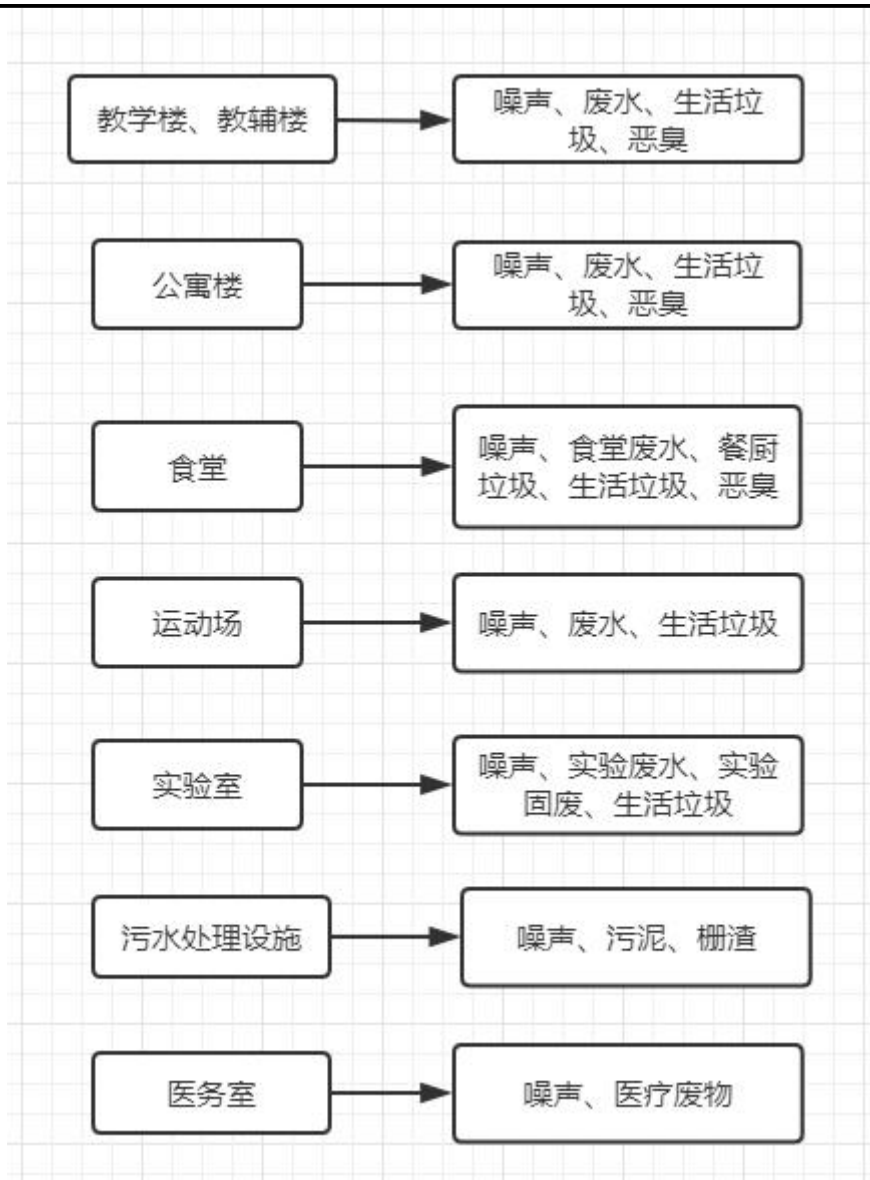 教学楼、教辅楼
噪声、废水、生活垃
圾、恶臭
公寓楼
噪声、废水、生活垃
圾、恶臭
食堂
噪声、食堂废水、餐厨
垃圾、生活垃圾、恶臭
运动场
噪声、废水、生活垃圾
实验室
噪声、实验废水、实验
固废、生活垃圾
污水处理设施
噪声、污泥、栅渣
医务室
噪声、医疗废物